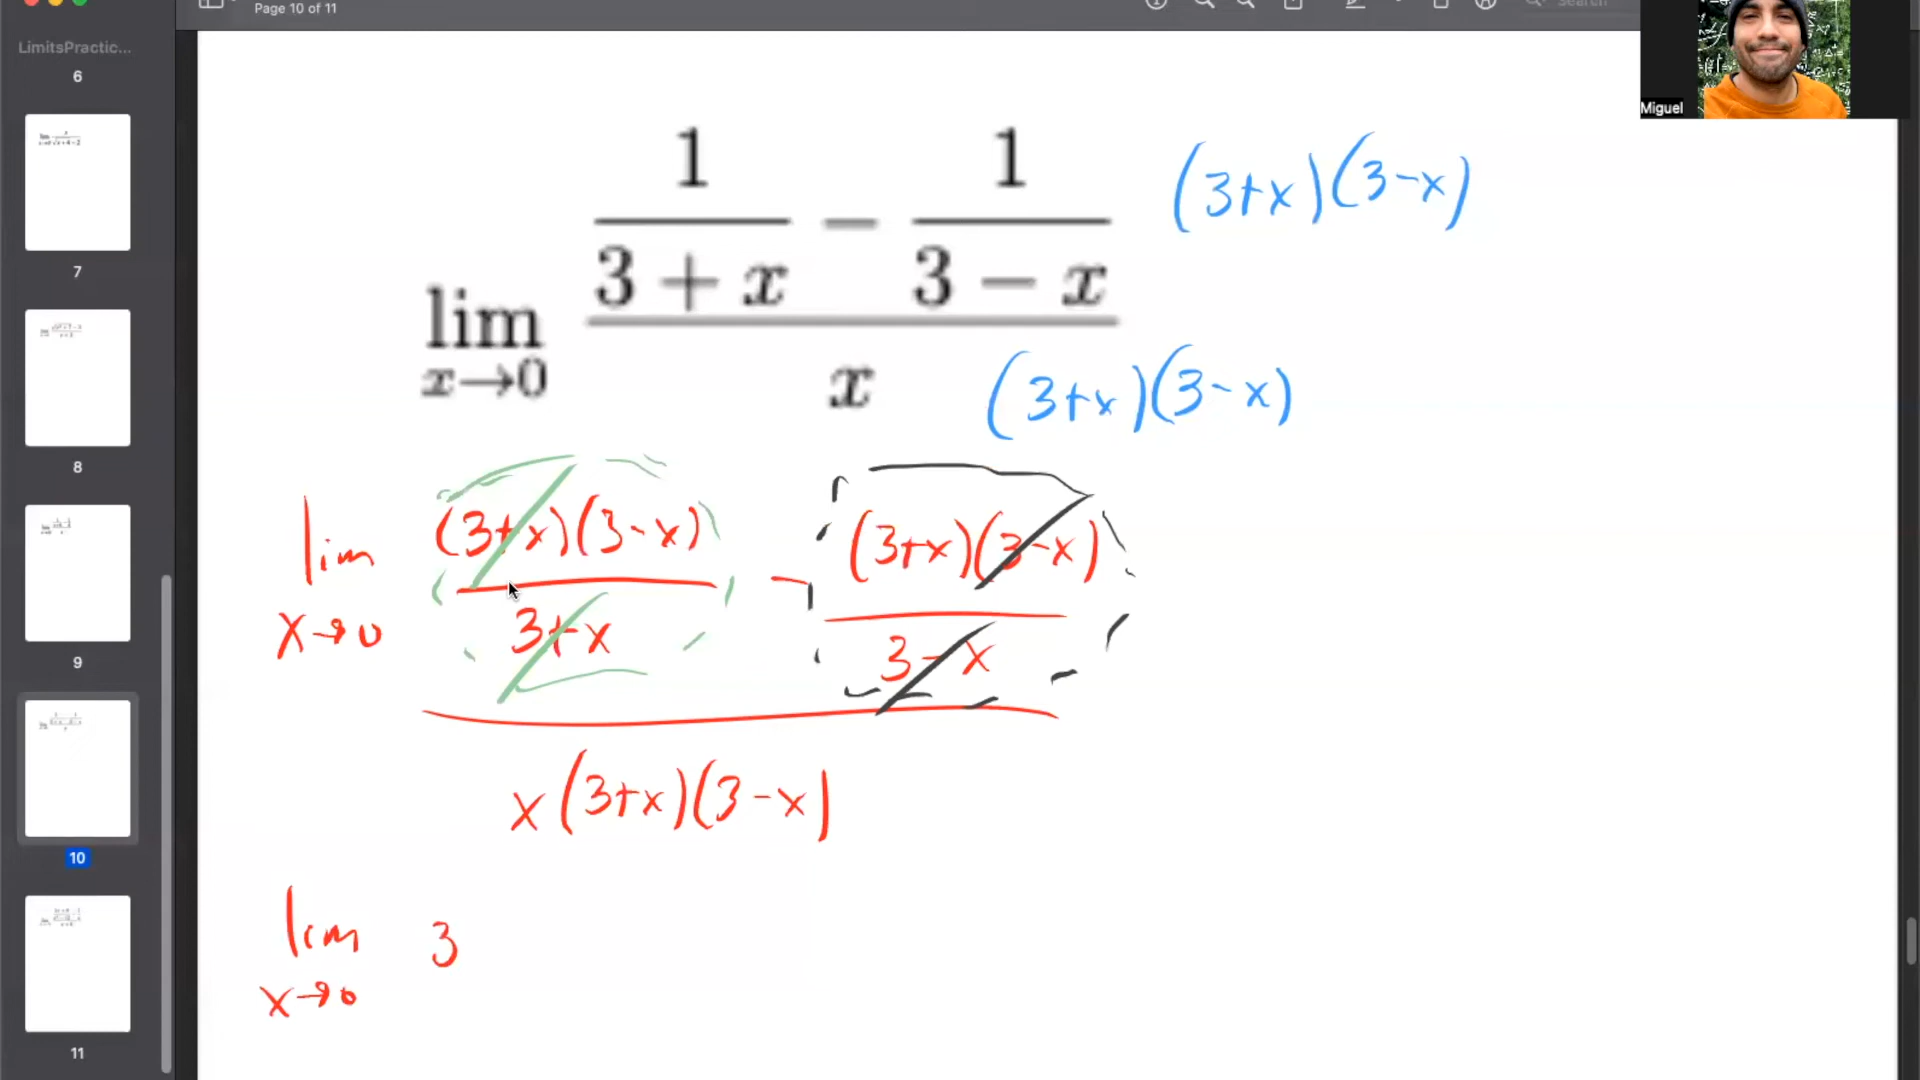 Page 10 of 11
Search
LimitsPractic...
6
7
8
9
10
11
Miguel
1 1 (3+x)(3-x)
3 + x − 3 − x
lim
x→0 x (3+x)(3-x)
lim (3+x)(3-x) - (3+x)(3-x)
x→0 3+x 3-x
x(3+x)(3-x)
lim 3
x→0